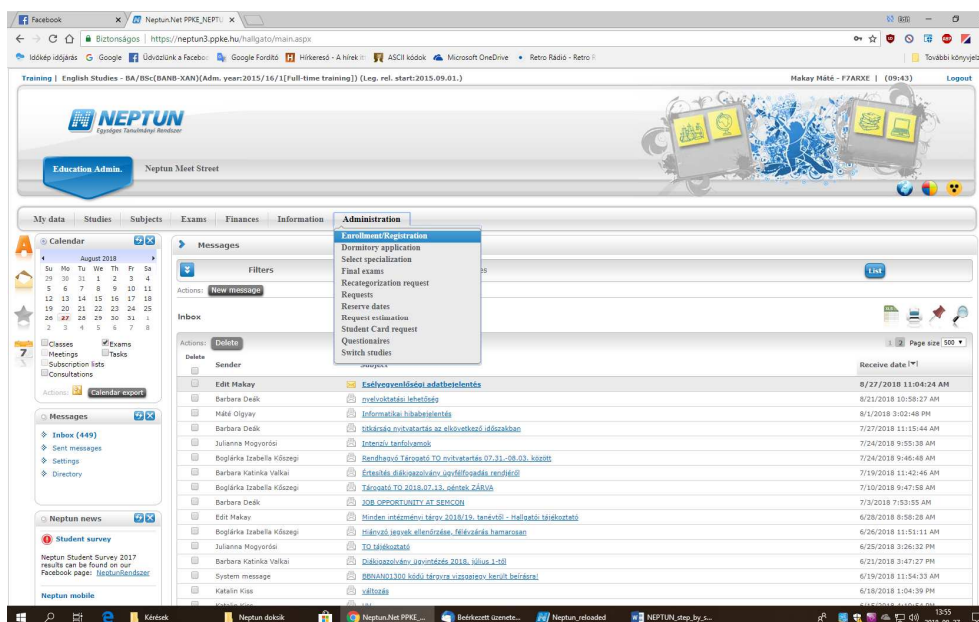 Facebook
Neptun.Net PPKE_NEPTU
Biztonságos | https://neptun3.ppke.hu/hallgato/main.aspx
Időkép időjárás Google Google Fordító Hírkereső - A hírek ASCII kódok Microsoft OneDrive Retro Rádió - Retro
További könyvjelz
Training | English Studies - BA/BSc(BANB-XAN)(Adm. year:2015/16/1[Full-time training]) (Leg. rel. start:2015.09.01.)
Makay Máté - F7ARXE | (09:43) Logout
NEPTUN
Egységes Tanulmányi Rendszer
Education Admin. Neptun Meet Street
My data Studies Subjects Exams Finances Information Administration
Enrollment/Registration
Dormitory application
Select specialization
Final exams
Recategorization request
Requests
Reserve dates
Request estimation
Student Card request
Questionaires
Switch studies
Calendar
August 2018
Su Mo Tu We Th Fr Sa
29 30 31 1 2 3 4
5 6 7 8 9 10 11
12 13 14 15 16 17 18
19 20 21 22 23 24 25
26 27 28 29 30 31 1
2 3 4 5 6 7 8
7
Classes Exams
Meetings Tasks
Subscription lists
Consultations
Actions: Calendar export
Messages
Inbox (449)
Sent messages
Settings
Directory
Neptun news
Student survey
Neptun Student Survey 2017
results can be found on our
Facebook page: NeptunRendszer
Neptun mobile
Messages
Filters
List
Actions: New message
Inbox
Actions: Delete
1 2 Page size 500
Delete Sender Subject Receive date
Edit Makay Esélyegyenlőségi adatbejelentés 8/27/2018 11:04:24 AM
Barbara Deák nyelvoktatási lehetőség 8/21/2018 10:58:27 AM
Máté Olgyay Informatikai hibabejelentés 8/1/2018 3:02:48 PM
Barbara Deák titkárság nyitvatartás az elkövetkező időszakban 7/27/2018 11:15:44 AM
Julianna Mogyorósi Intenzív tanfolyamok 7/24/2018 9:55:38 AM
Boglárka Izabella Kőszegi Rendhagyó Tárogató TO nyitvatartás 07.31.-08.03. között 7/24/2018 9:46:48 AM
Barbara Katinka Valkai Értesítés diákigazolvány ügyfélfogadás rendjéről 7/19/2018 11:42:46 AM
Boglárka Izabella Kőszegi Tárogató TO 2018.07.13. péntek ZÁRVA 7/10/2018 9:47:58 AM
Barbara Deák JOB OPPORTUNITY AT SEMCON 7/3/2018 7:53:55 AM
Edit Makay Minden intézményi tárgy 2018/19. tanévtől - Hallgatói tájékoztató 6/28/2018 8:58:28 AM
Boglárka Izabella Kőszegi Hiányzó jegyek ellenőrzése, félévzárás hamarosan 6/26/2018 11:51:11 AM
Julianna Mogyorósi TO tájékoztató 6/25/2018 3:26:32 PM
Barbara Katinka Valkai Diákigazolvány ügyintézés 2018. július 1-től 6/21/2018 3:47:27 PM
System message BBNAN01300 kódú tárgyra vizsgajegy került beírásra! 6/19/2018 11:54:33 AM
Katalin Kiss változás 6/18/2018 1:04:39 PM
Kérések Neptun doksik Neptun.Net PPKE_... Beérkezett üzenete... Neptun_reloaded NEPTUN_step_by_s...
13:55